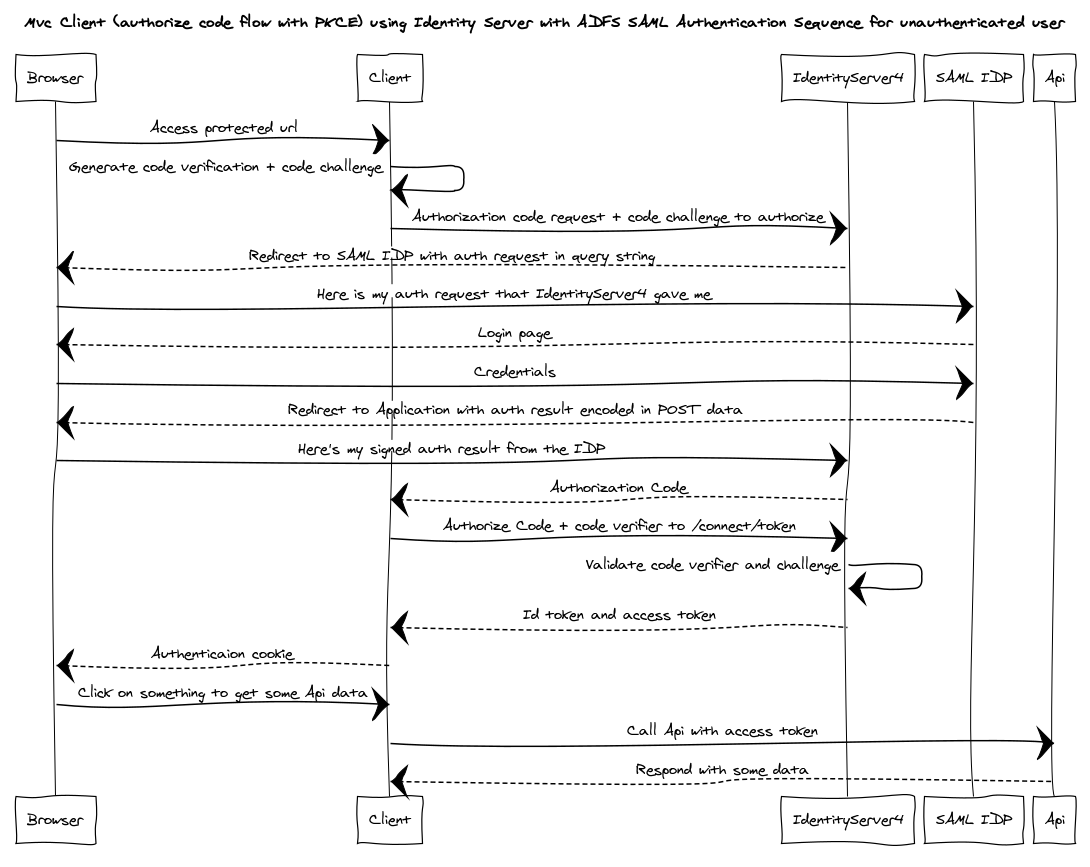 Mvc Client (authorize code flow with PKCE) using Identity Server with ADFS SAML Authentication Sequence for unauthenticated user
Browser
Client
IdentityServer4
SAML IDP
Api
Access protected url
Generate code verification + code challenge
Authorization code request + code challenge to authorize
Redirect to SAML IDP with auth request in query string
Here is my auth request that IdentityServer4 gave me
Login page
Credentials
Redirect to Application with auth result encoded in POST data
Here's my signed auth result from the IDP
Authorization Code
Authorize Code + code verifier to /connect/token
Validate code verifier and challenge
Id token and access token
Authenticaion cookie
Click on something to get some Api data
Call Api with access token
Respond with some data
Browser
Client
IdentityServer4
SAML IDP
Api